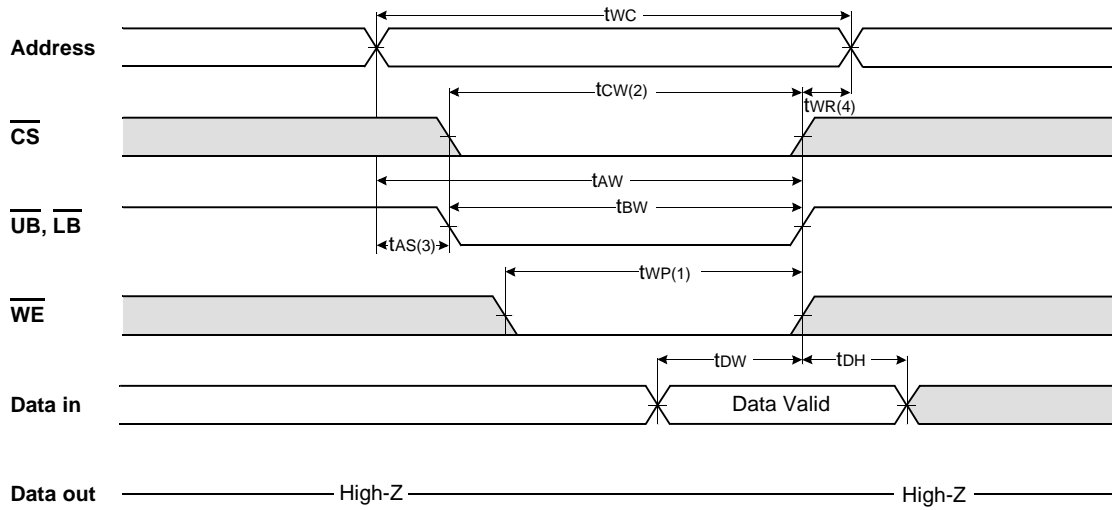 tWC
Address
tCW(2)
tWR(4)
CS
tAW
tBW
UB, LB
tAS(3)
tWP(1)
WE
tDW
tDH
Data in
Data Valid
Data out
High-Z
High-Z